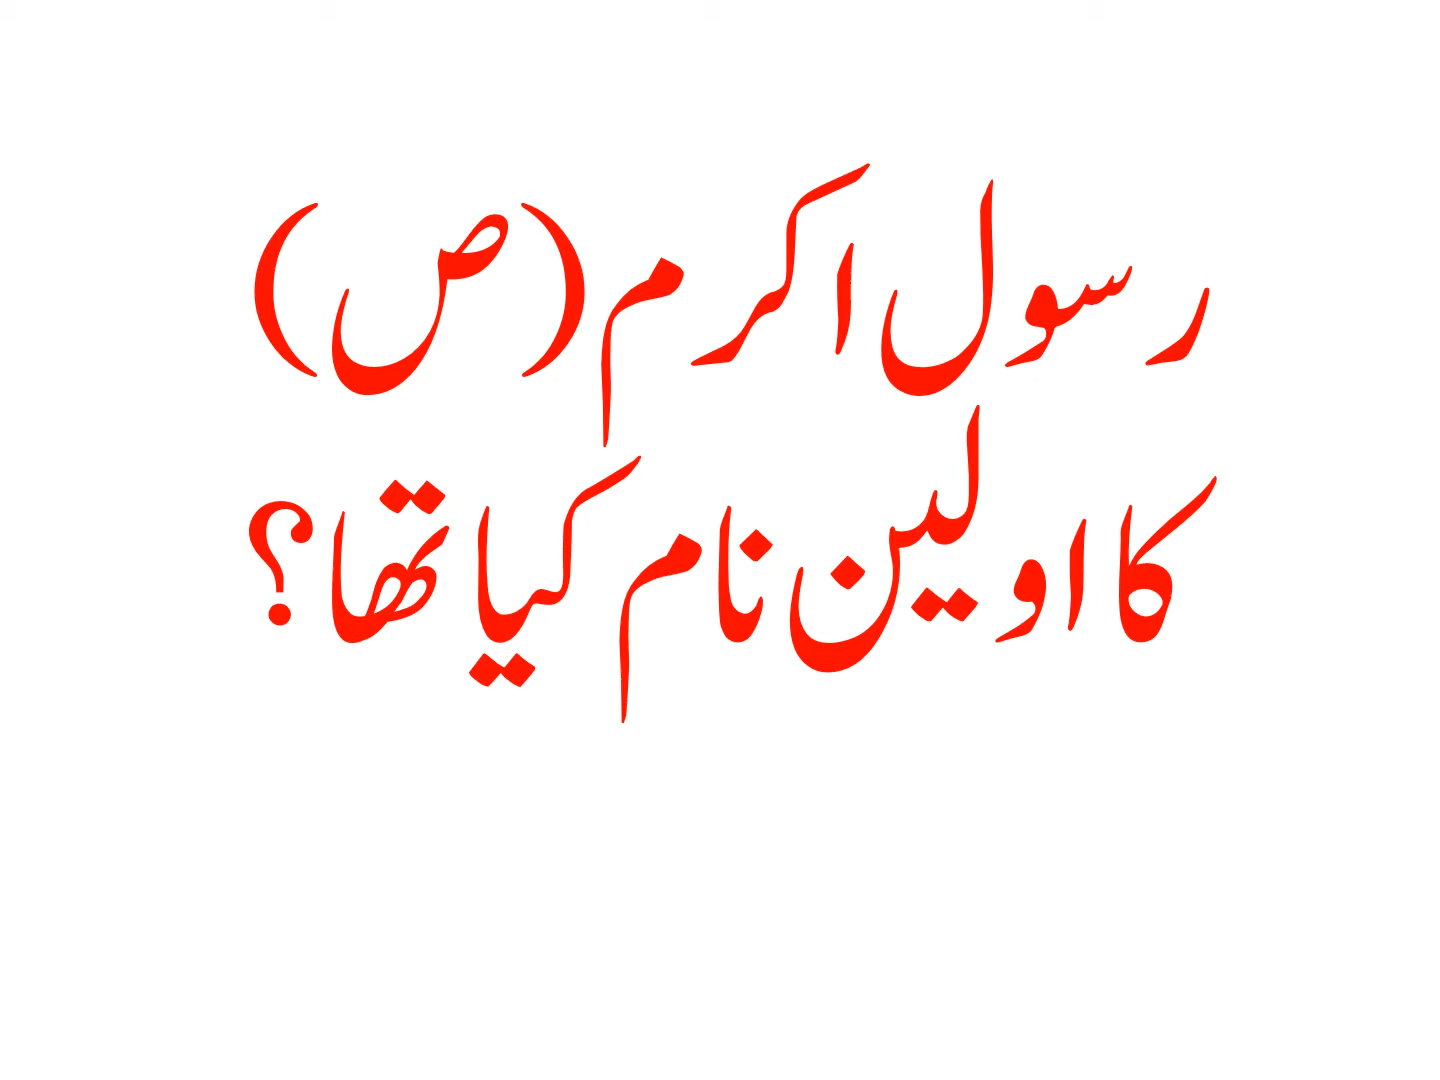 رسول اکرم(ص)
کا اولین نام کیا تھا؟